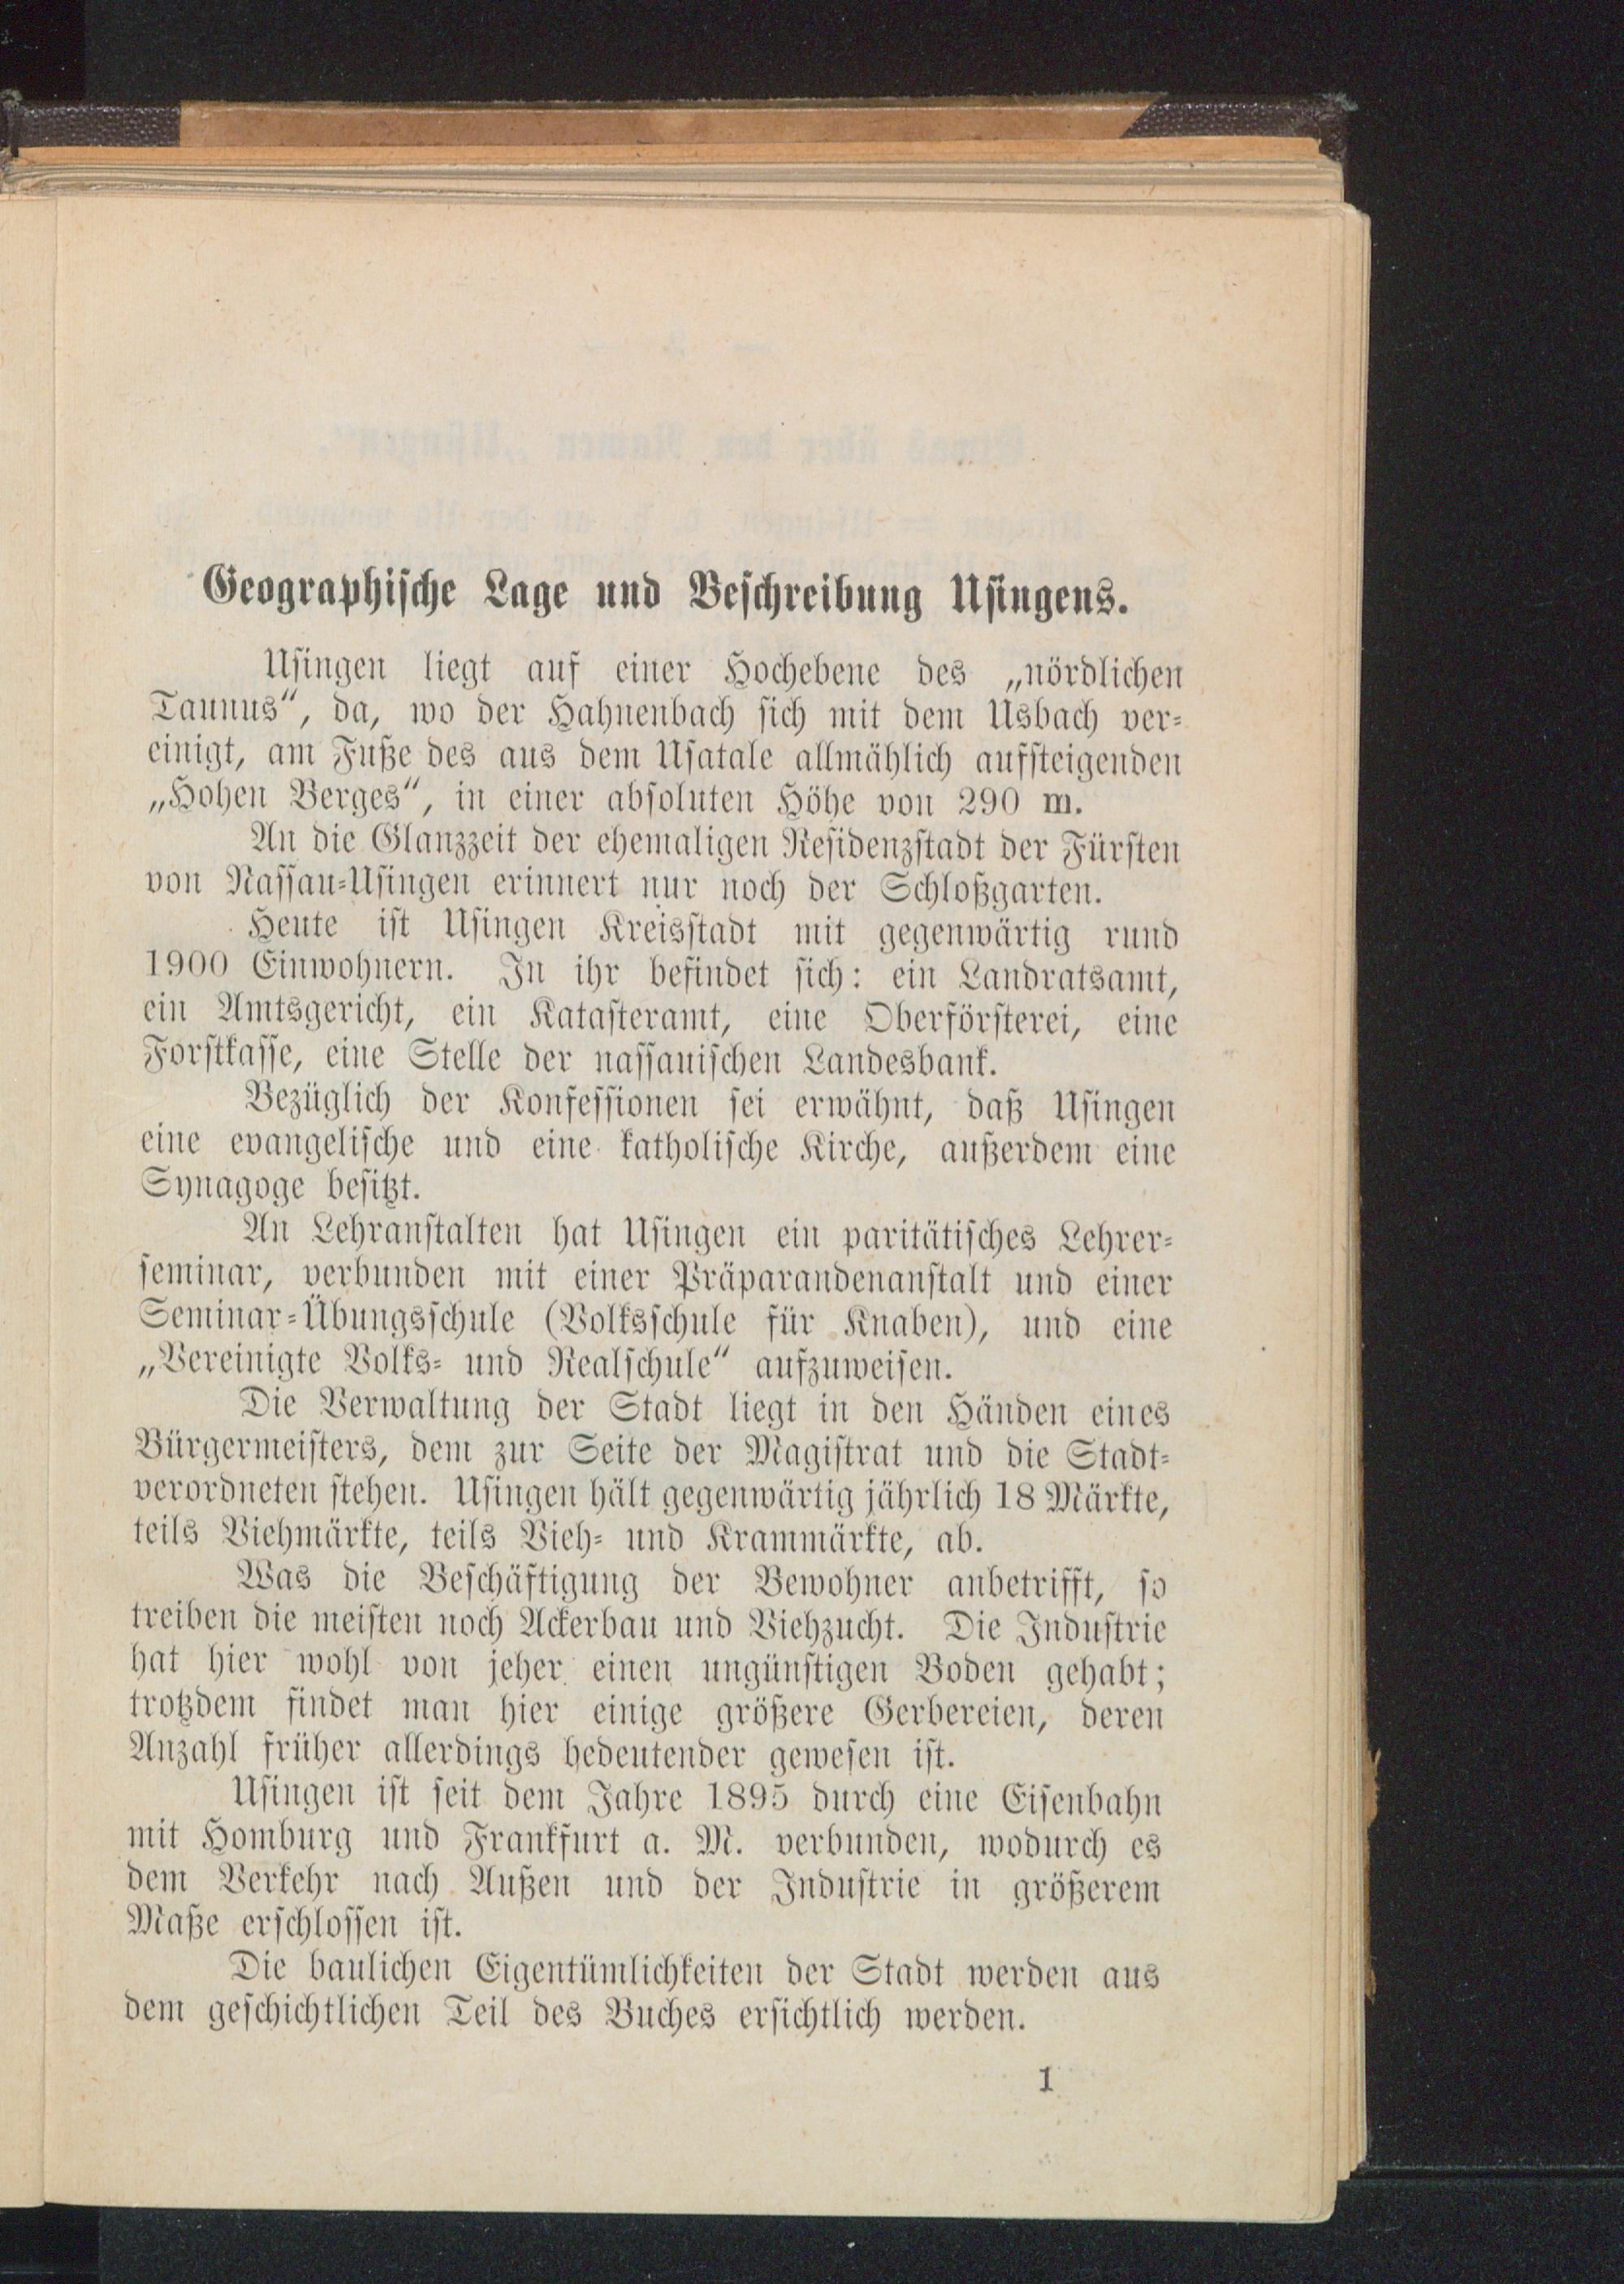 Geographische Lage und Beschreibung Usingens.
Usingen liegt auf einer Hochebene des „nördlichen
Taunus“, da, wo der Hahnenbach sich mit dem Usbach ver-
einigt, am Fuße des aus dem Usatale allmählich aufsteigenden
„Hohen Berges“, in einer absoluten Höhe von 290 m.
An die Glanzzeit der ehemaligen Residenzstadt der Fürsten
von Nassau-Usingen erinnert nur noch der Schloßgarten.
Heute ist Usingen Kreisstadt mit gegenwärtig rund
1900 Einwohnern. In ihr befindet sich: ein Landratsamt,
ein Amtsgericht, ein Katasteramt, eine Oberförsterei, eine
Forstkasse, eine Stelle der nassauischen Landesbank.
Bezüglich der Konfessionen sei erwähnt, daß Usingen
eine evangelische und eine katholische Kirche, außerdem eine
Synagoge besitzt.
An Lehranstalten hat Usingen ein paritätisches Lehrer-
seminar, verbunden mit einer Präparandenanstalt und einer
Seminar-Übungsschule (Volksschule für Knaben), und eine
„Vereinigte Volks- und Realschule“ aufzuweisen.
Die Verwaltung der Stadt liegt in den Händen eines
Bürgermeisters, dem zur Seite der Magistrat und die Stadt-
verordneten stehen. Usingen hält gegenwärtig jährlich 18 Märkte,
teils Viehmärkte, teils Vieh- und Krammärkte, ab.
Was die Beschäftigung der Bewohner anbetrifft, so
treiben die meisten noch Ackerbau und Viehzucht. Die Industrie
hat hier wohl von jeher einen ungünstigen Boden gehabt;
trotzdem findet man hier einige größere Gerbereien, deren
Anzahl früher allerdings bedeutender gewesen ist.
Usingen ist seit dem Jahre 1895 durch eine Eisenbahn
mit Homburg und Frankfurt a. M. verbunden, wodurch es
dem Verkehr nach Außen und der Industrie in größerem
Maße erschlossen ist.
Die baulichen Eigentümlichkeiten der Stadt werden aus
dem geschichtlichen Teil des Buches ersichtlich werden.
1